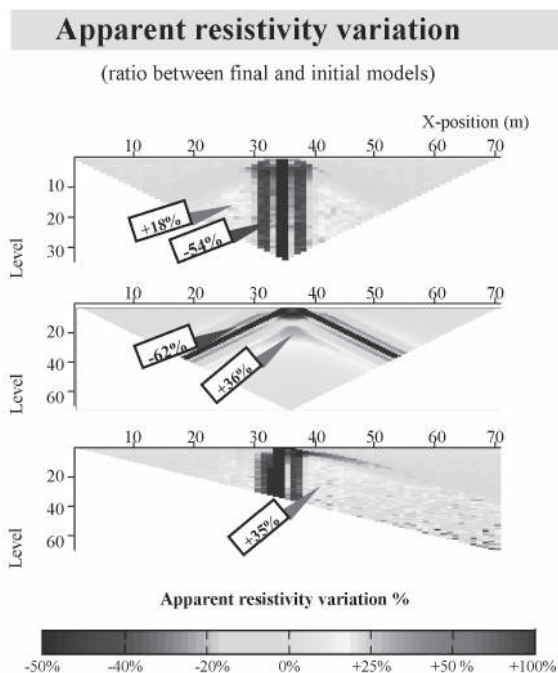 Apparent resistivity variation
(ratio between final and initial models)
X-position (m)
10 20 30 40 50 60 70
10
20
30
Level
+18%
-54%
10 20 30 40 50 60 70
20
40
60
Level
-62%
+36%
10 20 30 40 50 60 70
20
40
60
Level
+35%
Apparent resistivity variation %
-50% -40% -20% 0% +25% +50 % +100%